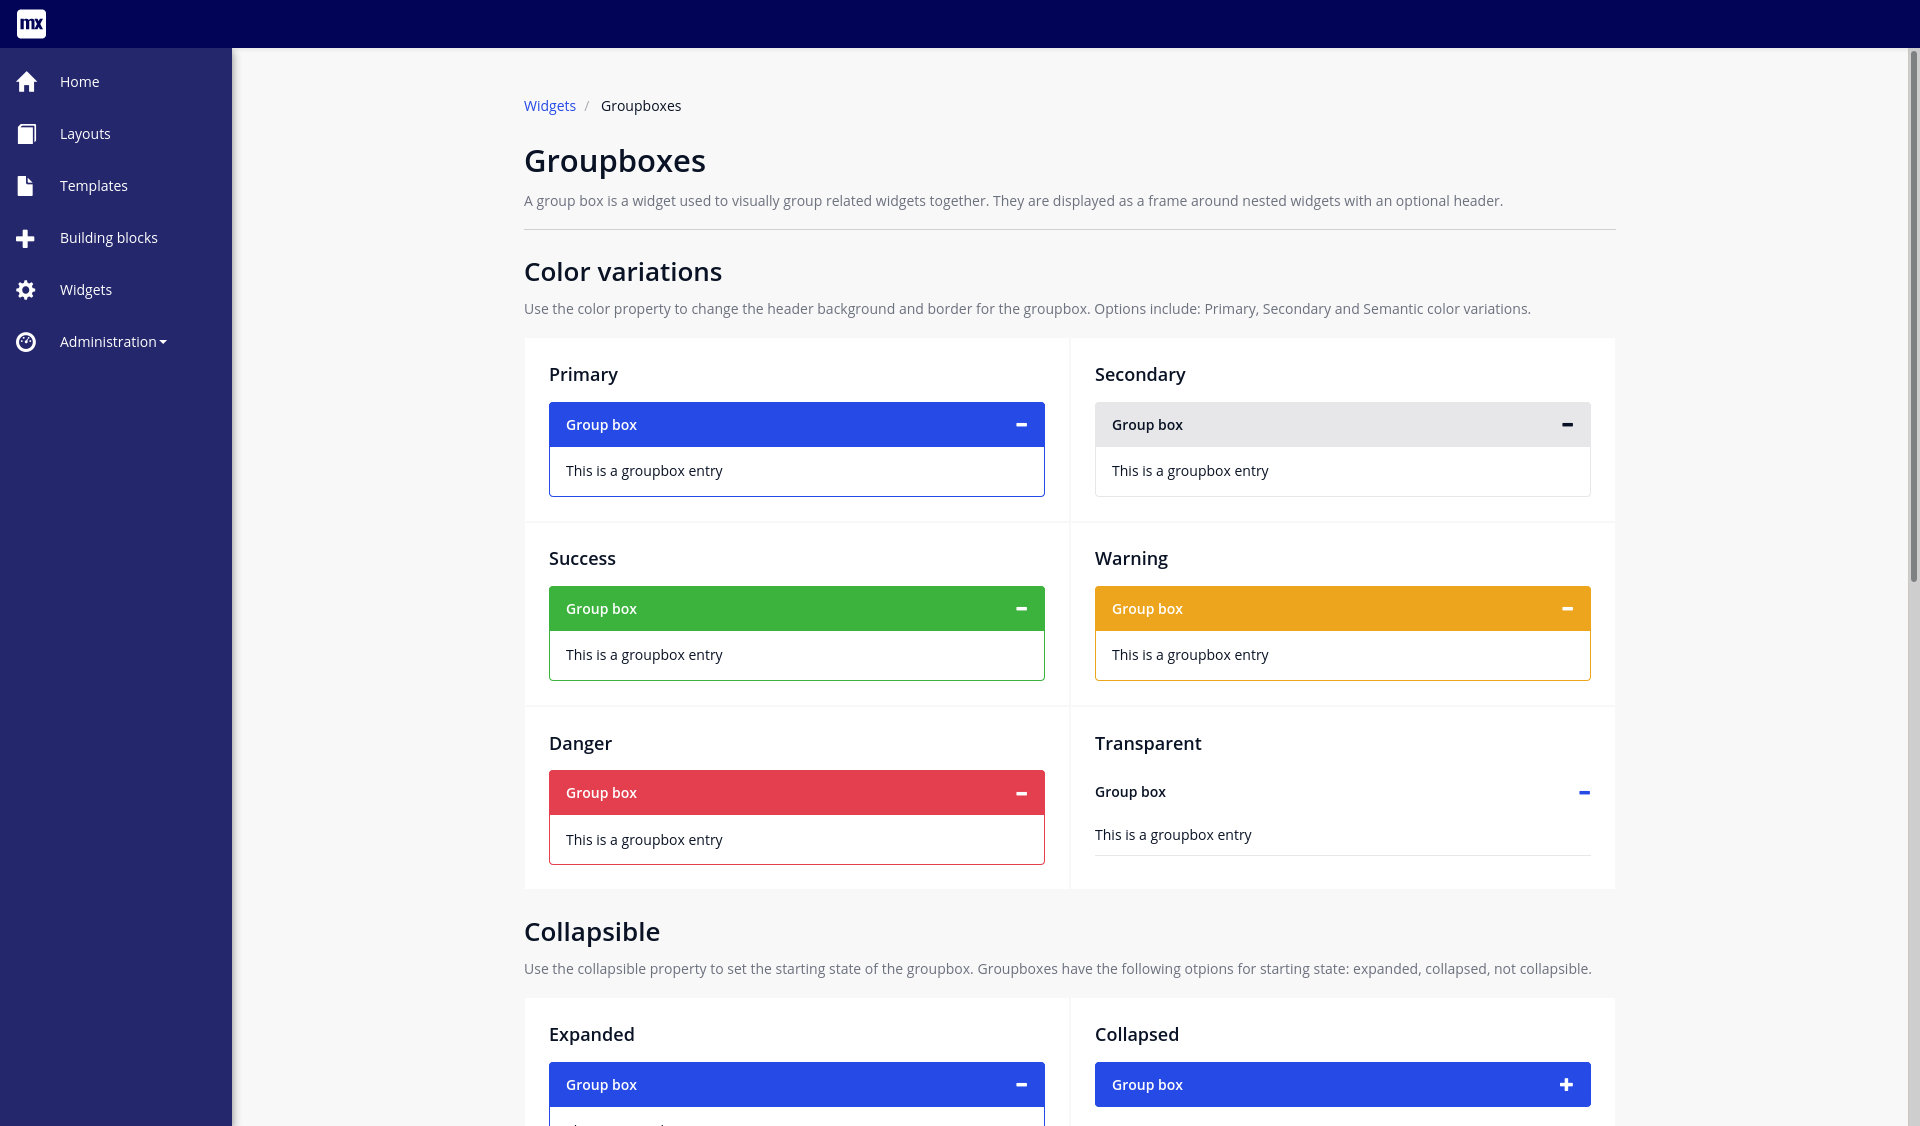 mx
Home
Layouts
Templates
Building blocks
Widgets
Administration
Widgets / Groupboxes
Groupboxes
A group box is a widget used to visually group related widgets together. They are displayed as a frame around nested widgets with an optional header.
Color variations
Use the color property to change the header background and border for the groupbox. Options include: Primary, Secondary and Semantic color variations.
Primary
Group box
This is a groupbox entry
Secondary
Group box
This is a groupbox entry
Success
Group box
This is a groupbox entry
Warning
Group box
This is a groupbox entry
Danger
Group box
This is a groupbox entry
Transparent
Group box
This is a groupbox entry
Collapsible
Use the collapsible property to set the starting state of the groupbox. Groupboxes have the following otpions for starting state: expanded, collapsed, not collapsible.
Expanded
Group box
Collapsed
Group box